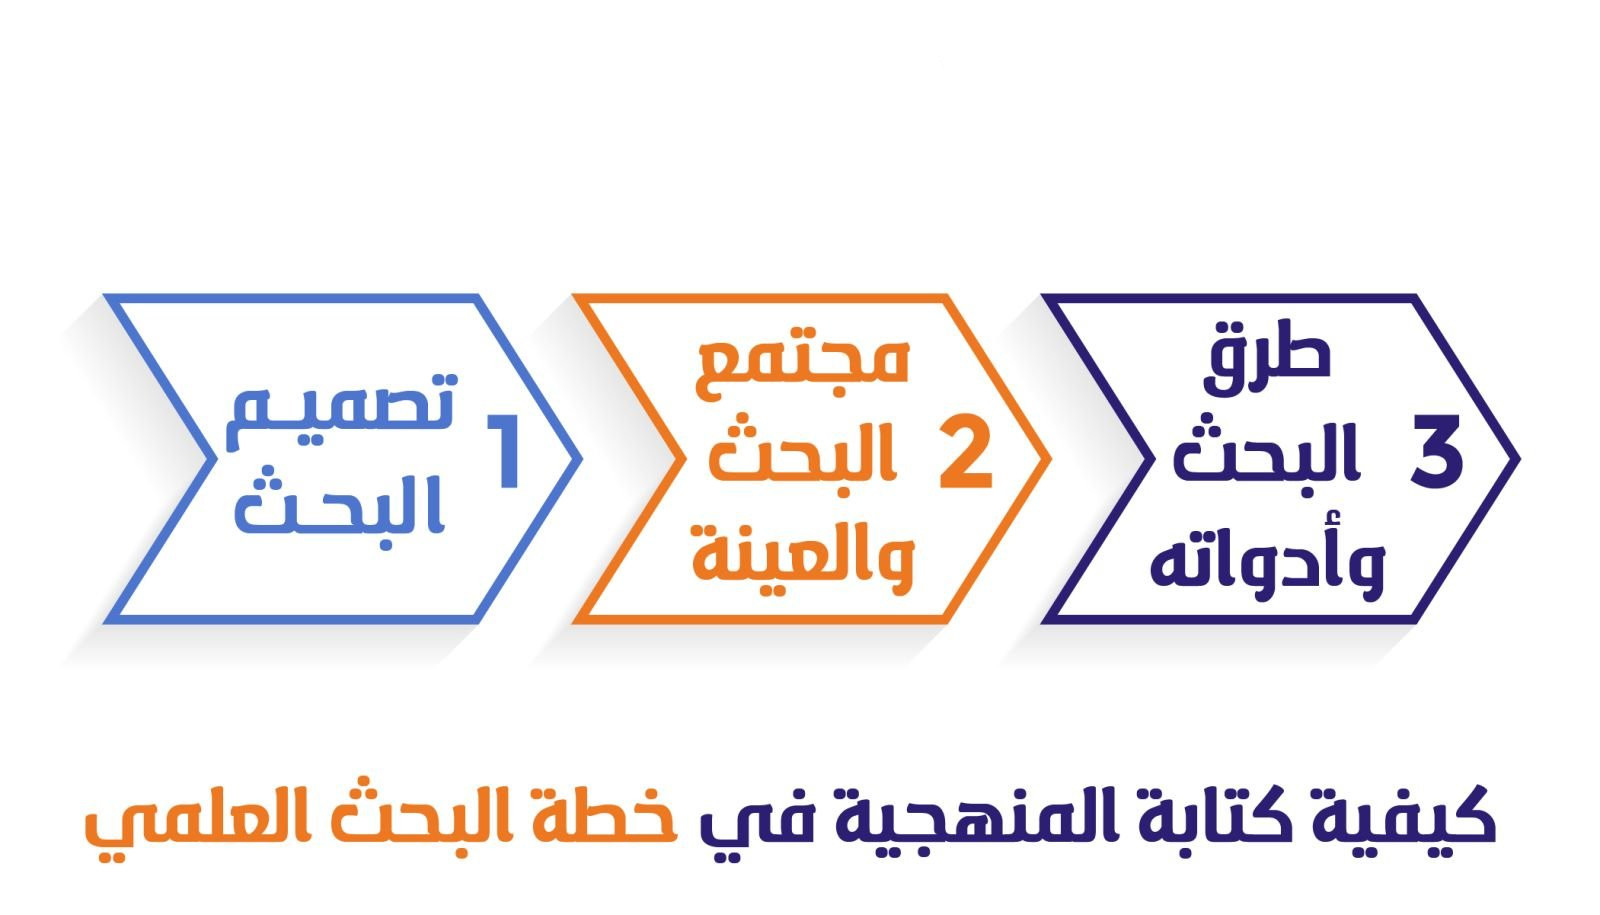 1
تصميم
البحث
2
مجتمع
البحث
والعينة
3
طرق
البحث
وأدواته
كيفية كتابة المنهجية في خطة البحث العلمي